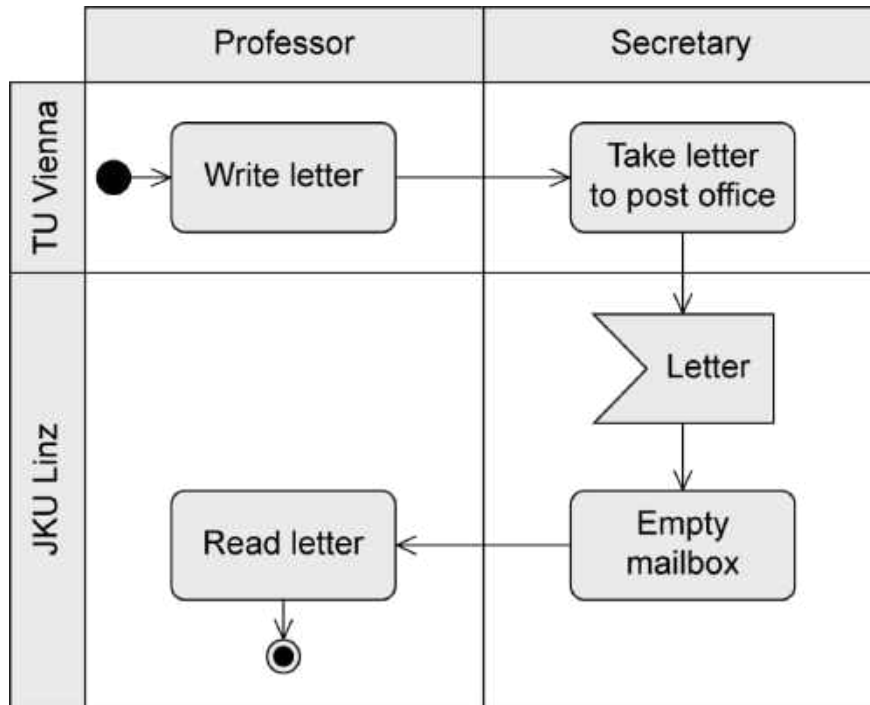 Professor
Secretary
TU Vienna
Write letter
Take letter
to post office
JKU Linz
Letter
Read letter
Empty
mailbox